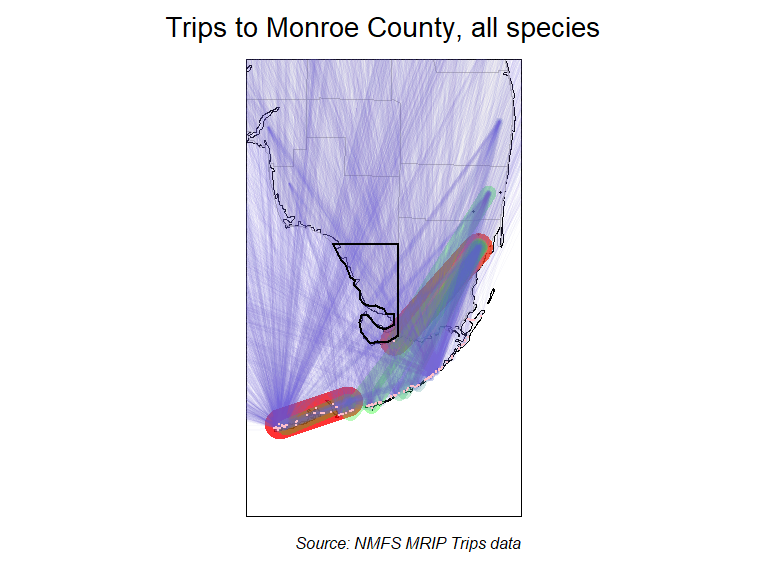 Trips to Monroe County, all species
Source: NMFS MRIP Trips data